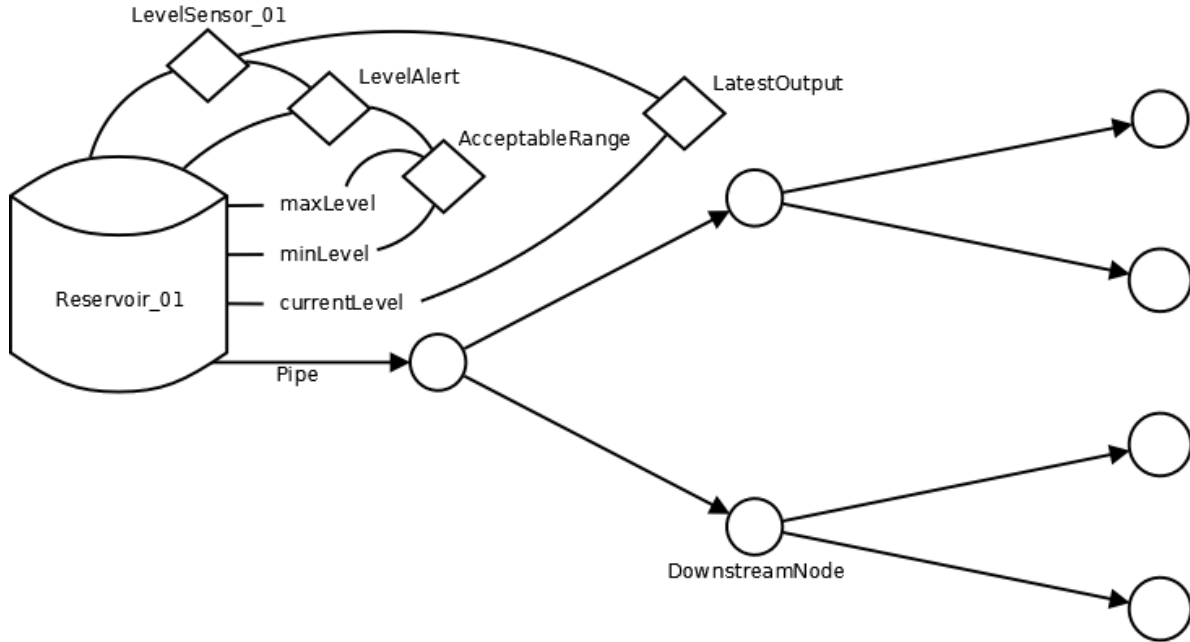 LevelSensor_01
LevelAlert
LatestOutput
AcceptableRange
maxLevel
minLevel
Reservoir_01
currentLevel
Pipe
DownstreamNode